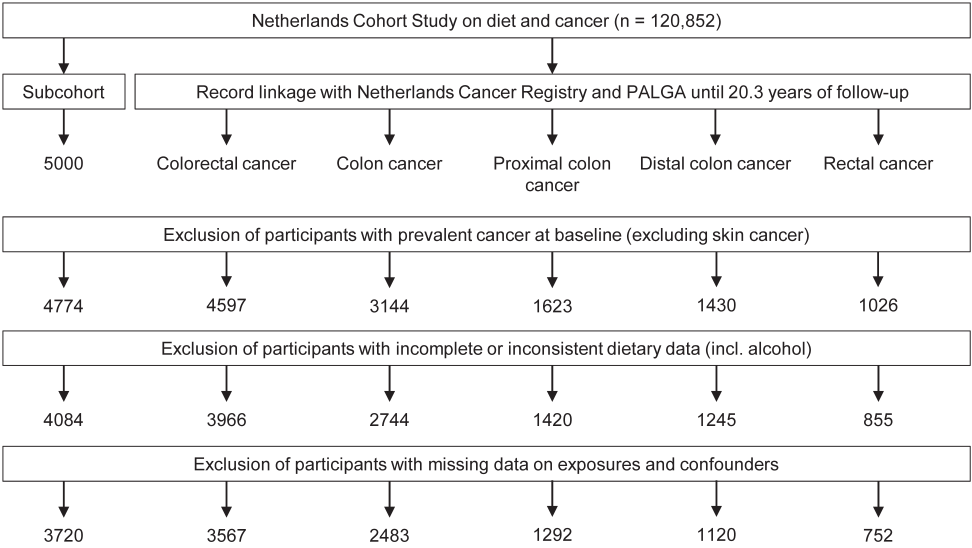 Netherlands Cohort Study on diet and cancer (n = 120,852)
Subcohort
Record linkage with Netherlands Cancer Registry and PALGA until 20.3 years of follow-up
5000
Colorectal cancer
Colon cancer
Proximal colon
cancer
Distal colon cancer
Rectal cancer
Exclusion of participants with prevalent cancer at baseline (excluding skin cancer)
4774 4597 3144 1623 1430 1026
Exclusion of participants with incomplete or inconsistent dietary data (incl. alcohol)
4084 3966 2744 1420 1245 855
Exclusion of participants with missing data on exposures and confounders
3720 3567 2483 1292 1120 752